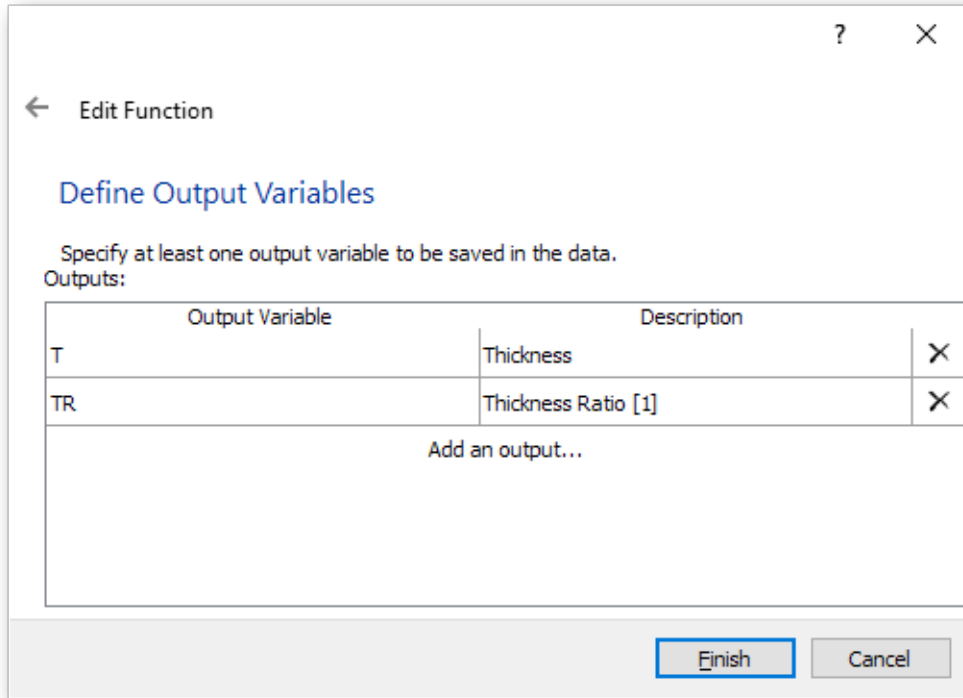 ?
Edit Function
Define Output Variables
Specify at least one output variable to be saved in the data.
Outputs:
Output Variable Description
T Thickness
TR Thickness Ratio [1]
Add an output...
Finish Cancel